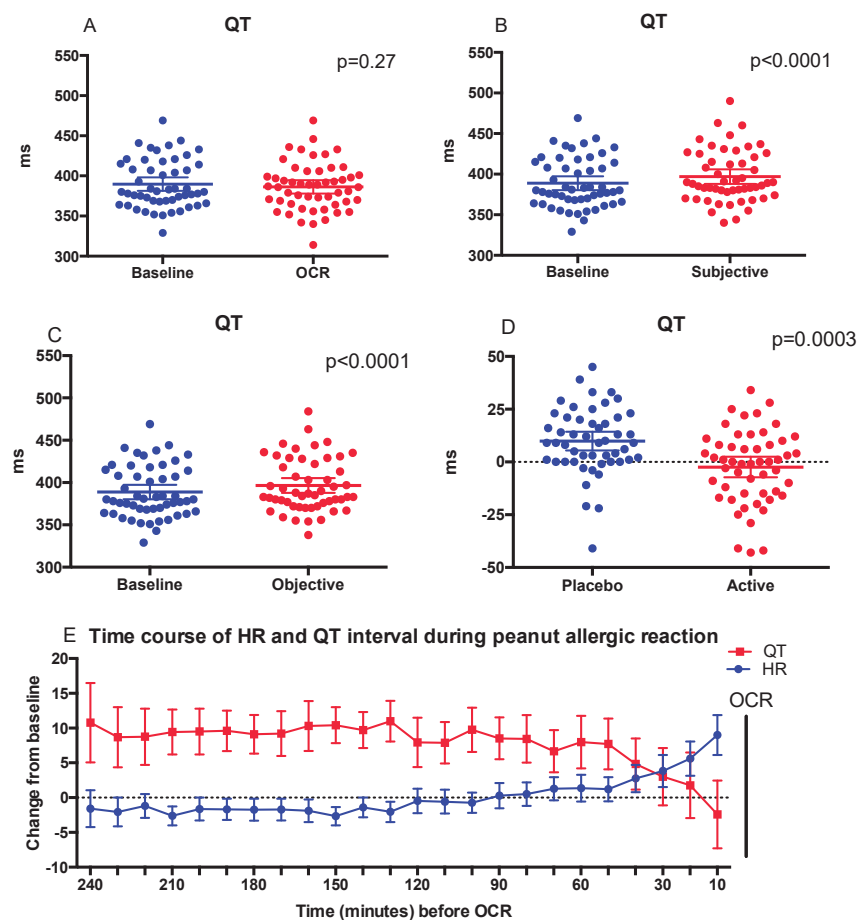 A QT
p=0.27
550
500
450
400
350
300
ms
Baseline OCR
B QT
p<0.0001
550
500
450
400
350
300
ms
Baseline Subjective
C QT
p<0.0001
550
500
450
400
350
300
ms
Baseline Objective
D QT
p=0.0003
50
25
0
-25
-50
ms
Placebo Active
E Time course of HR and QT interval during peanut allergic reaction
QT
HR
OCR
20
15
10
5
0
-5
-10
Change from baseline
240 210 180 150 120 90 60 30 10
Time (minutes) before OCR